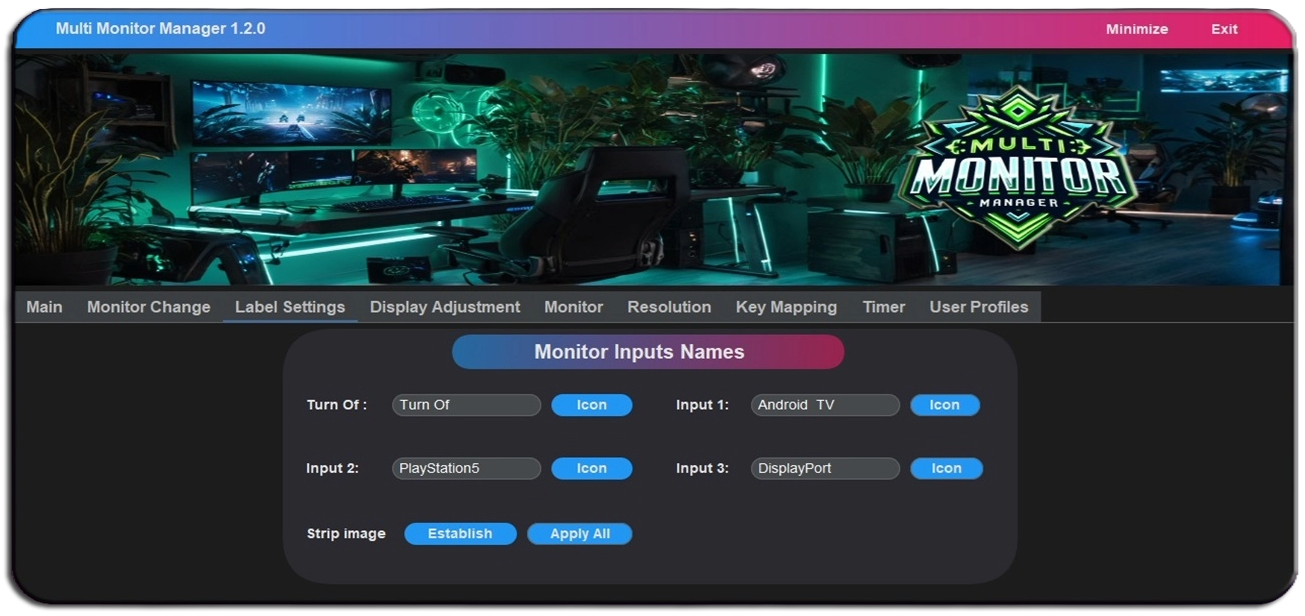 Multi Monitor Manager 1.2.0 Minimize Exit
MULTI
MONITOR
MANAGER
Main Monitor Change Label Settings Display Adjustment Monitor Resolution Key Mapping Timer User Profiles
Monitor Inputs Names
Turn Of : Turn Of Icon Input 1: Android TV Icon
Input 2: PlayStation5 Icon Input 3: DisplayPort Icon
Strip image Establish Apply All